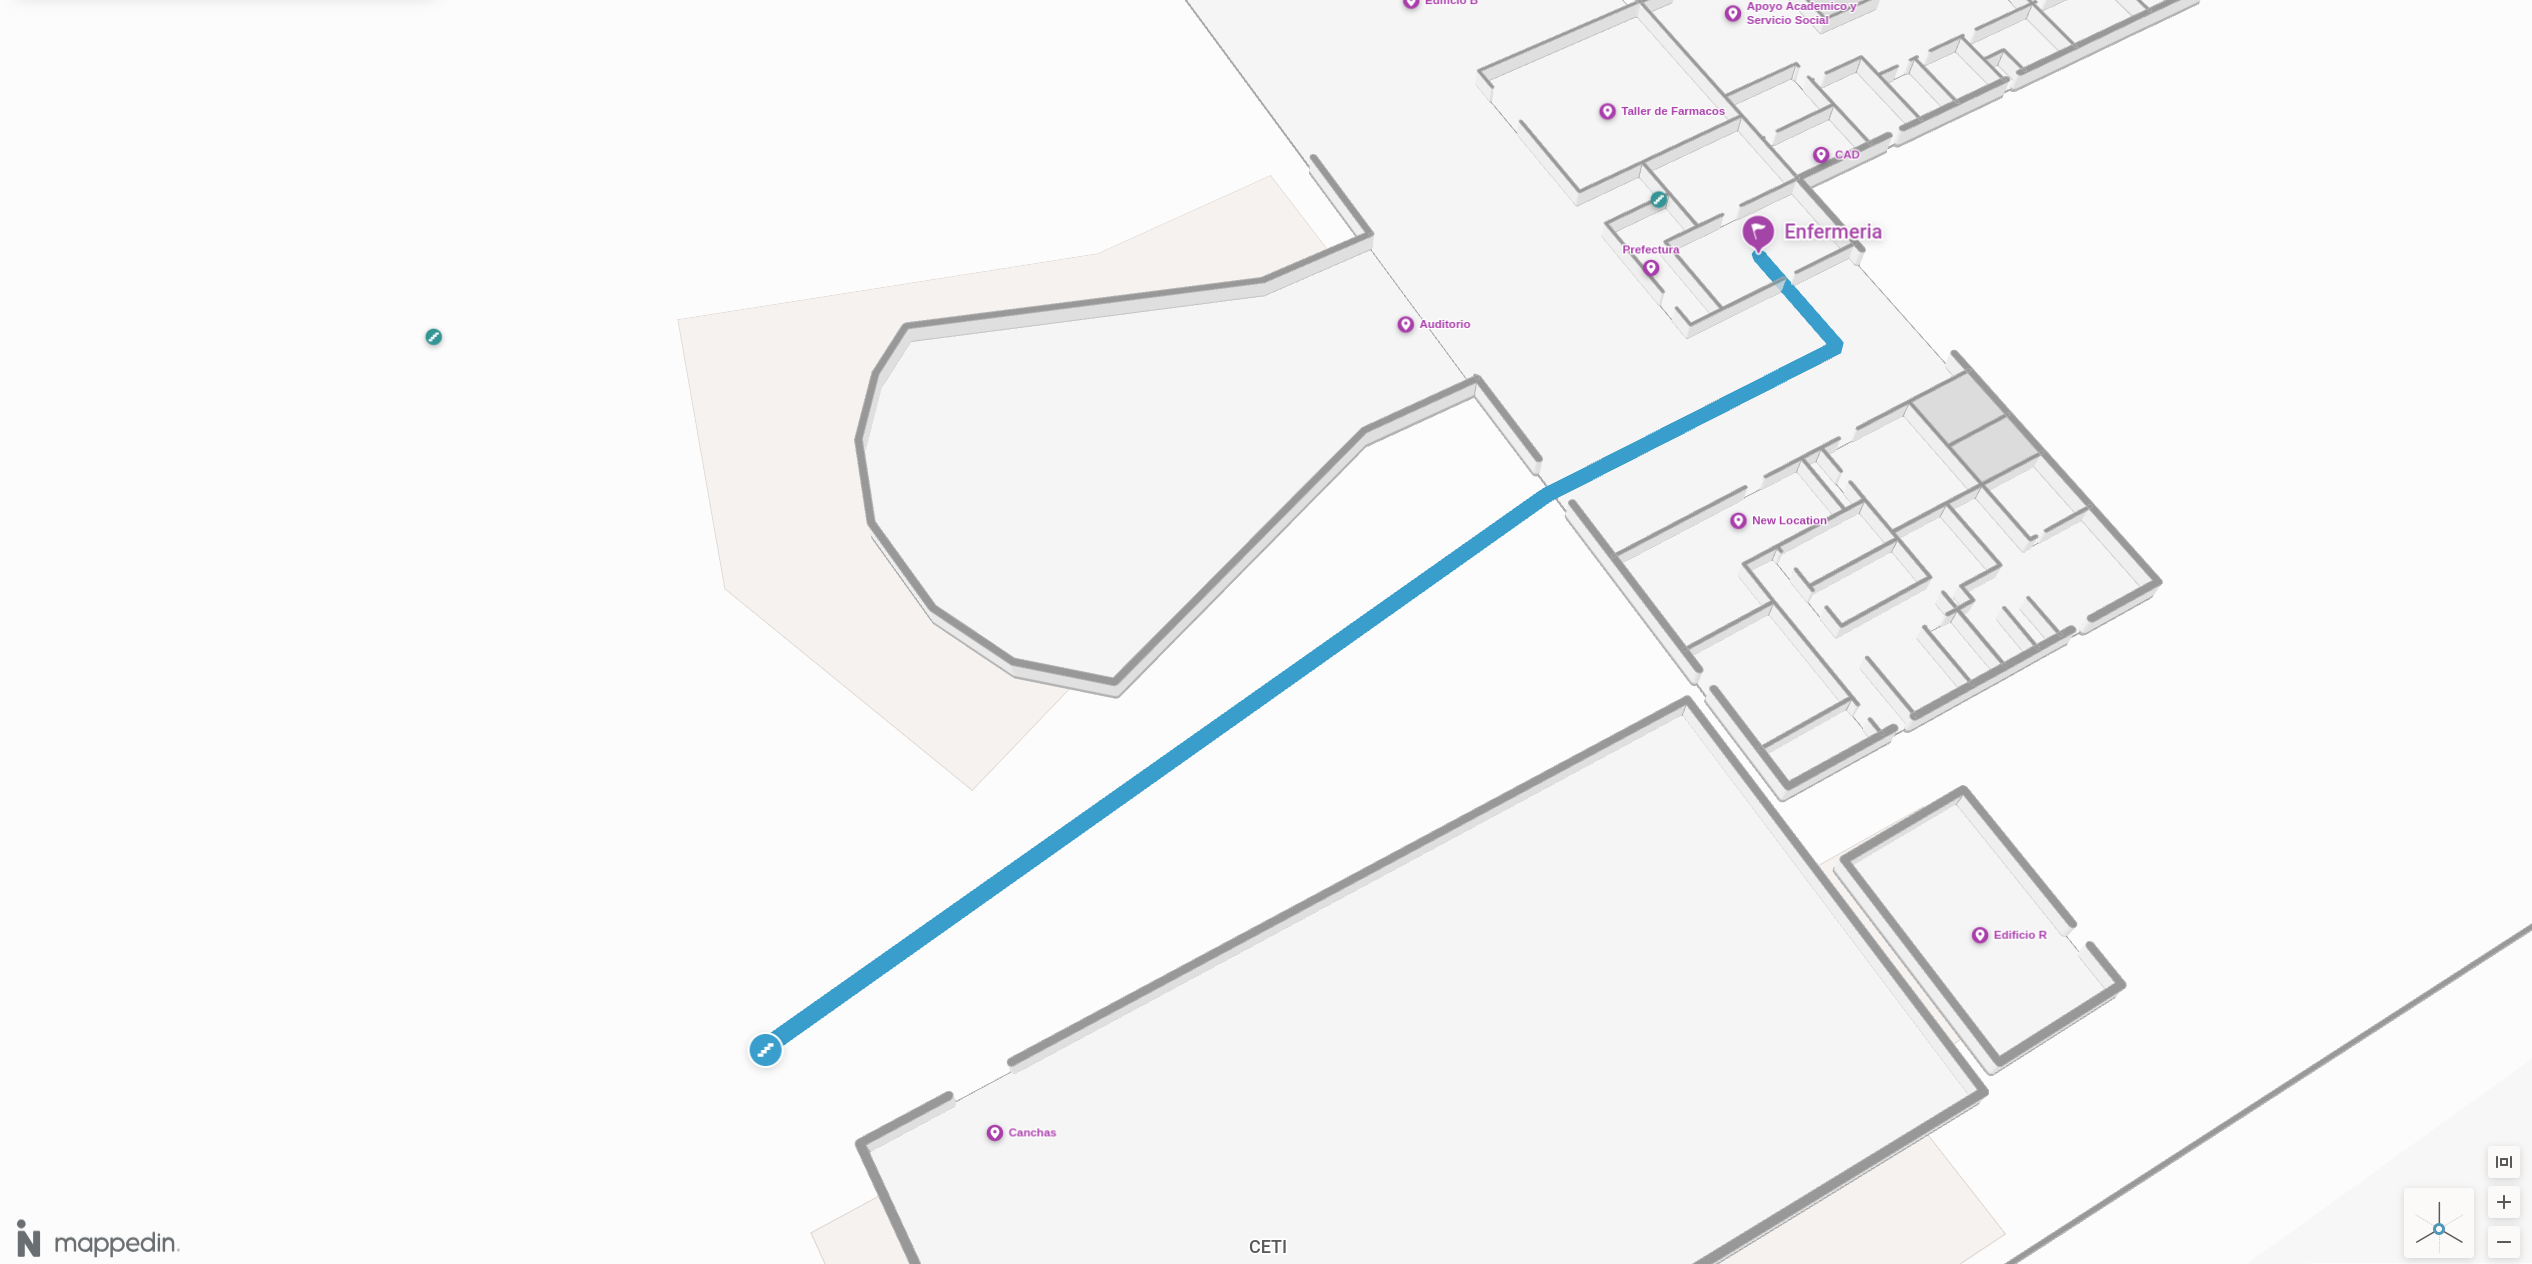 Edificio B
Apoyo Academico y
Servicio Social
Taller de Farmacos
CAD
Enfermeria
Prefectura
Auditorio
New Location
Edificio R
Canchas
CETI
mappedin.